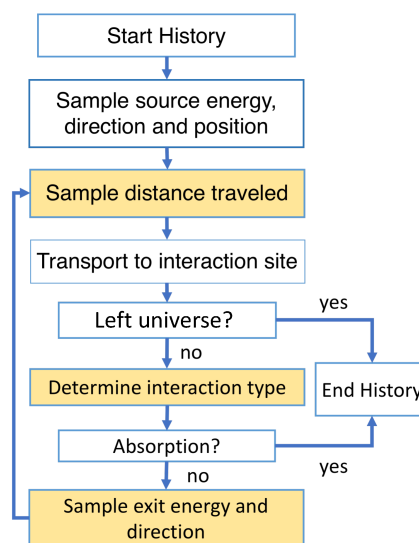 Start History
Sample source energy,
direction and position
Sample distance traveled
Transport to interaction site
yes
Left universe?
no
Determine interaction type
End History
Absorption?
yes
no
Sample exit energy and
direction